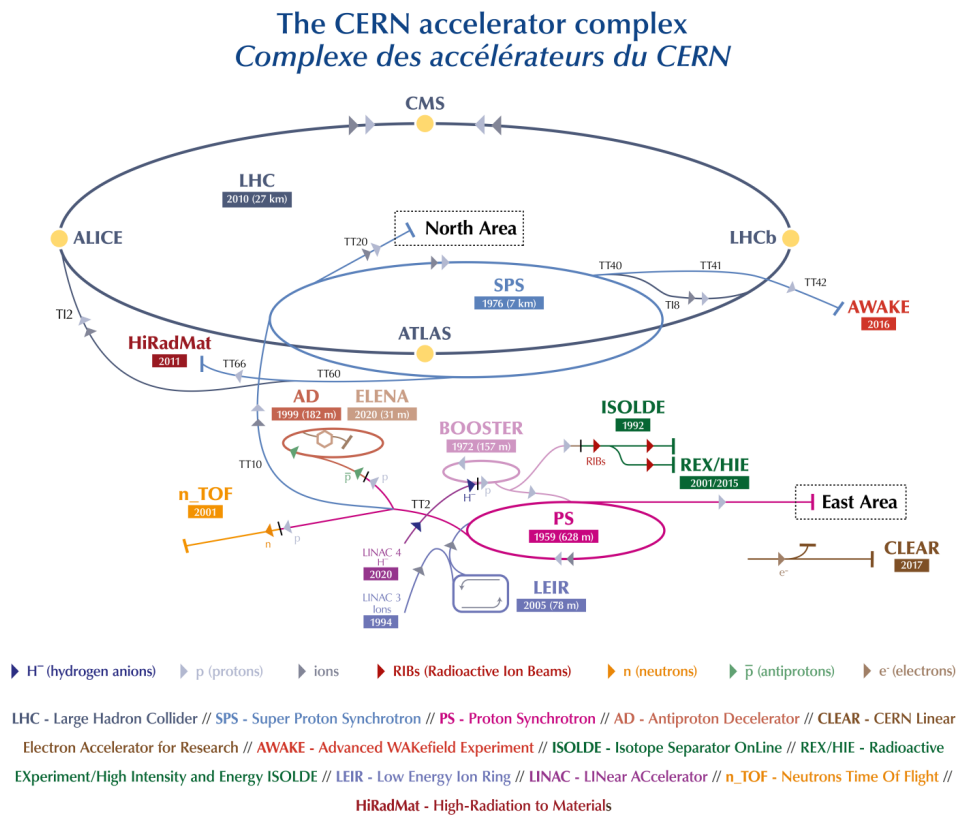 The CERN accelerator complex
Complexe des accélérateurs du CERN
CMS
LHC
2010 (27 km)
ALICE
TT20
North Area
LHCb
TT40
TT41
TT42
SPS
1976 (7 km)
TI8
TI2
AWAKE
2016
ATLAS
HiRadMat
2011
TT66
TT60
AD
1999 (182 m)
ELENA
2020 (31 m)
ISOLDE
1992
BOOSTER
1972 (157 m)
RIBs
REX/HIE
2001/2015
TT10
p̅
p
H⁻
p
n_TOF
2001
TT2
East Area
PS
1959 (628 m)
n
p
LINAC 4
H⁻
2020
CLEAR
2017
e⁻
LEIR
2005 (78 m)
LINAC 3
Ions
1994
H⁻ (hydrogen anions)
p (protons)
ions
RIBs (Radioactive Ion Beams)
n (neutrons)
p̅ (antiprotons)
e⁻ (electrons)
LHC - Large Hadron Collider // SPS - Super Proton Synchrotron // PS - Proton Synchrotron // AD - Antiproton Decelerator // CLEAR - CERN Linear
Electron Accelerator for Research // AWAKE - Advanced WAKefield Experiment // ISOLDE - Isotope Separator OnLine // REX/HIE - Radioactive
EXperiment/High Intensity and Energy ISOLDE // LEIR - Low Energy Ion Ring // LINAC - LINear ACcelerator // n_TOF - Neutrons Time Of Flight //
HiRadMat - High-Radiation to Materials